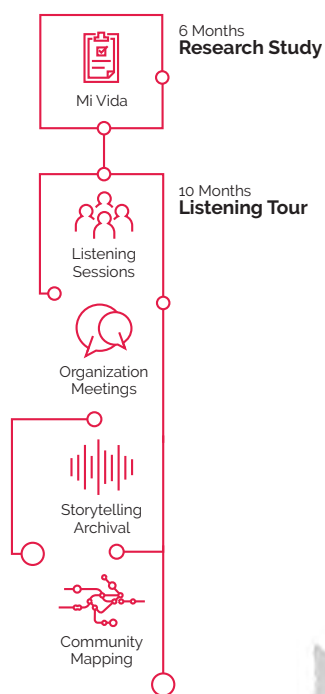 6 Months
Research Study
Mi Vida
10 Months
Listening Tour
Listening
Sessions
Organization
Meetings
Storytelling
Archival
Community
Mapping